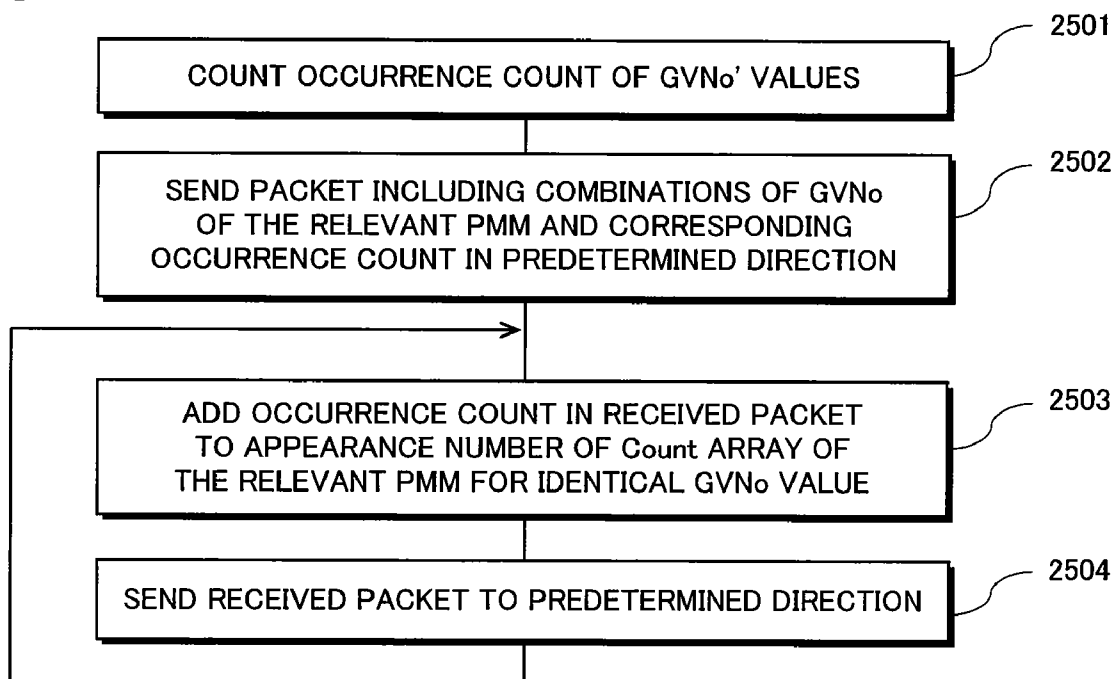 2501
COUNT OCCURRENCE COUNT OF GVNo' VALUES
2502
SEND PACKET INCLUDING COMBINATIONS OF GVNo
OF THE RELEVANT PMM AND CORRESPONDING
OCCURRENCE COUNT IN PREDETERMINED DIRECTION
2503
ADD OCCURRENCE COUNT IN RECEIVED PACKET
TO APPEARANCE NUMBER OF Count ARRAY OF
THE RELEVANT PMM FOR IDENTICAL GVNo VALUE
2504
SEND RECEIVED PACKET TO PREDETERMINED DIRECTION